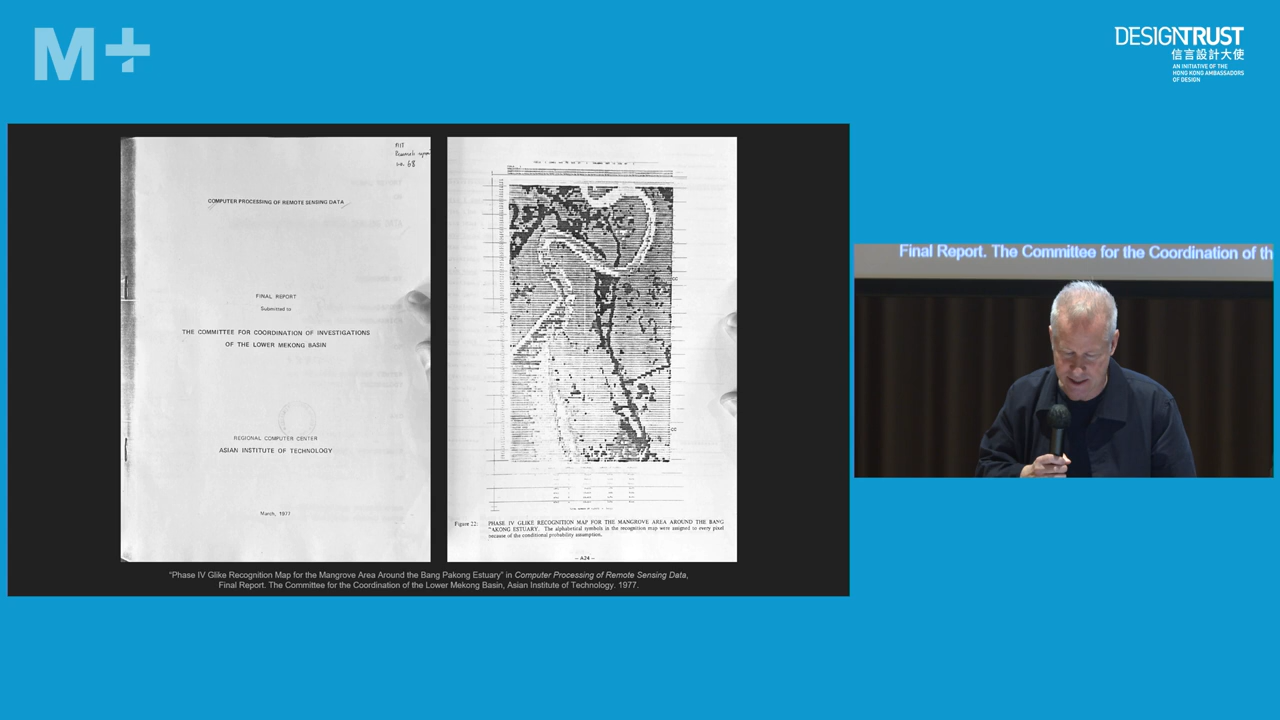 M+
DESIGNTRUST
信言設計大使
AN INITIATIVE OF THE
HONG KONG AMBASSADORS
OF DESIGN
68
COMPUTER PROCESSING OF REMOTE SENSING DATA
FINAL REPORT
Submitted to
THE COMMITTEE FOR COORDINATION OF INVESTIGATIONS
OF THE LOWER MEKONG BASIN
REGIONAL COMPUTER CENTER
ASIAN INSTITUTE OF TECHNOLOGY
March, 1977
CC
CC
Figure 22: PHASE IV GLIKE RECOGNITION MAP FOR THE MANGROVE AREA AROUND THE BANG
AKONG ESTUARY. The alphabetical symbols in the recognition map were assigned to every pixel
because of the conditional probability assumption.
– A24 –
“Phase IV Glike Recognition Map for the Mangrove Area Around the Bang Pakong Estuary” in Computer Processing of Remote Sensing Data,
Final Report. The Committee for the Coordination of the Lower Mekong Basin, Asian Institute of Technology. 1977.
Final Report. The Committee for the Coordination of th